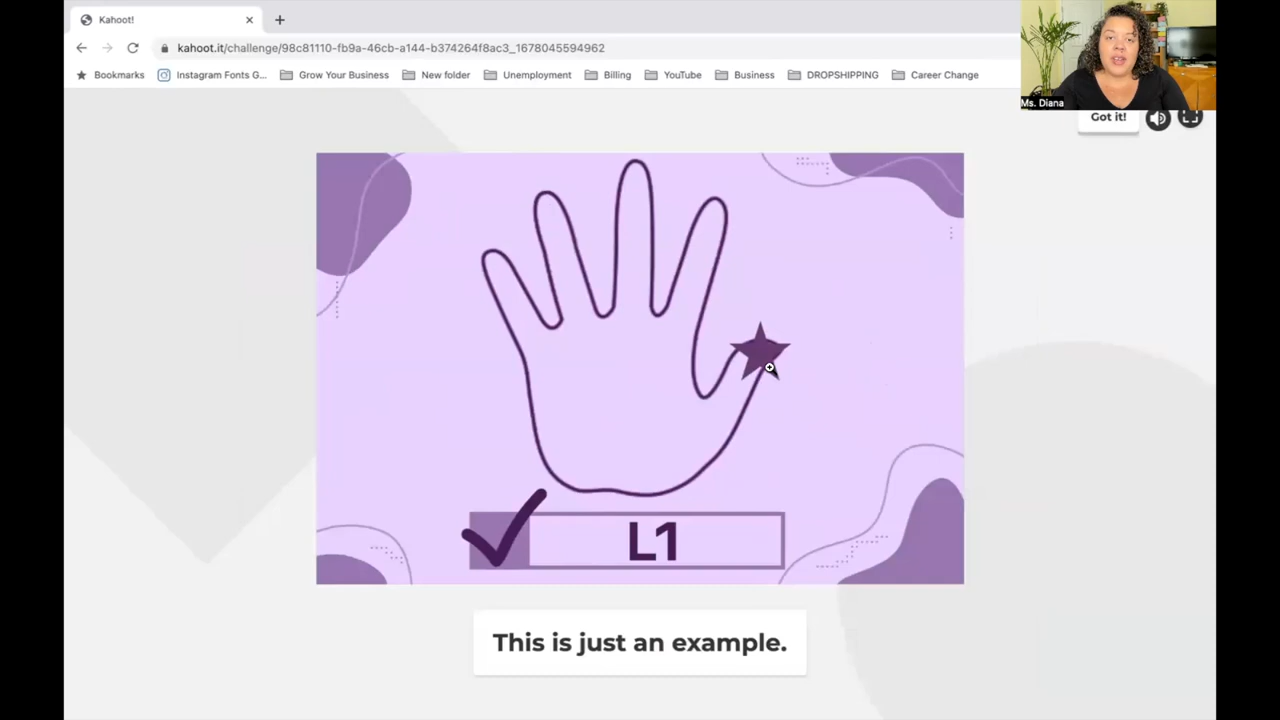 Kahoot!
kahoot.it/challenge/98c81110-fb9a-46cb-a144-b374264f8ac3_1678045594962
Bookmarks Instagram Fonts G... Grow Your Business New folder Unemployment Billing YouTube Business DROPSHIPPING Career Change
Ms. Diana
Got it!
L1
This is just an example.